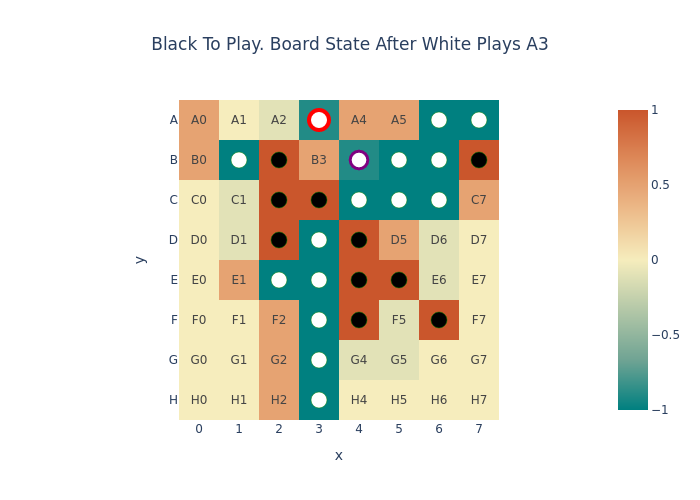 Black To Play. Board State After White Plays A3
A A0 A1 A2 A4 A5
B B0 B3
C C0 C1 C7
D D0 D1 D5 D6 D7
E E0 E1 E6 E7
F F0 F1 F2 F5 F7
G G0 G1 G2 G4 G5 G6 G7
H H0 H1 H2 H4 H5 H6 H7
0 1 2 3 4 5 6 7
x
y
1
0.5
0
−0.5
−1